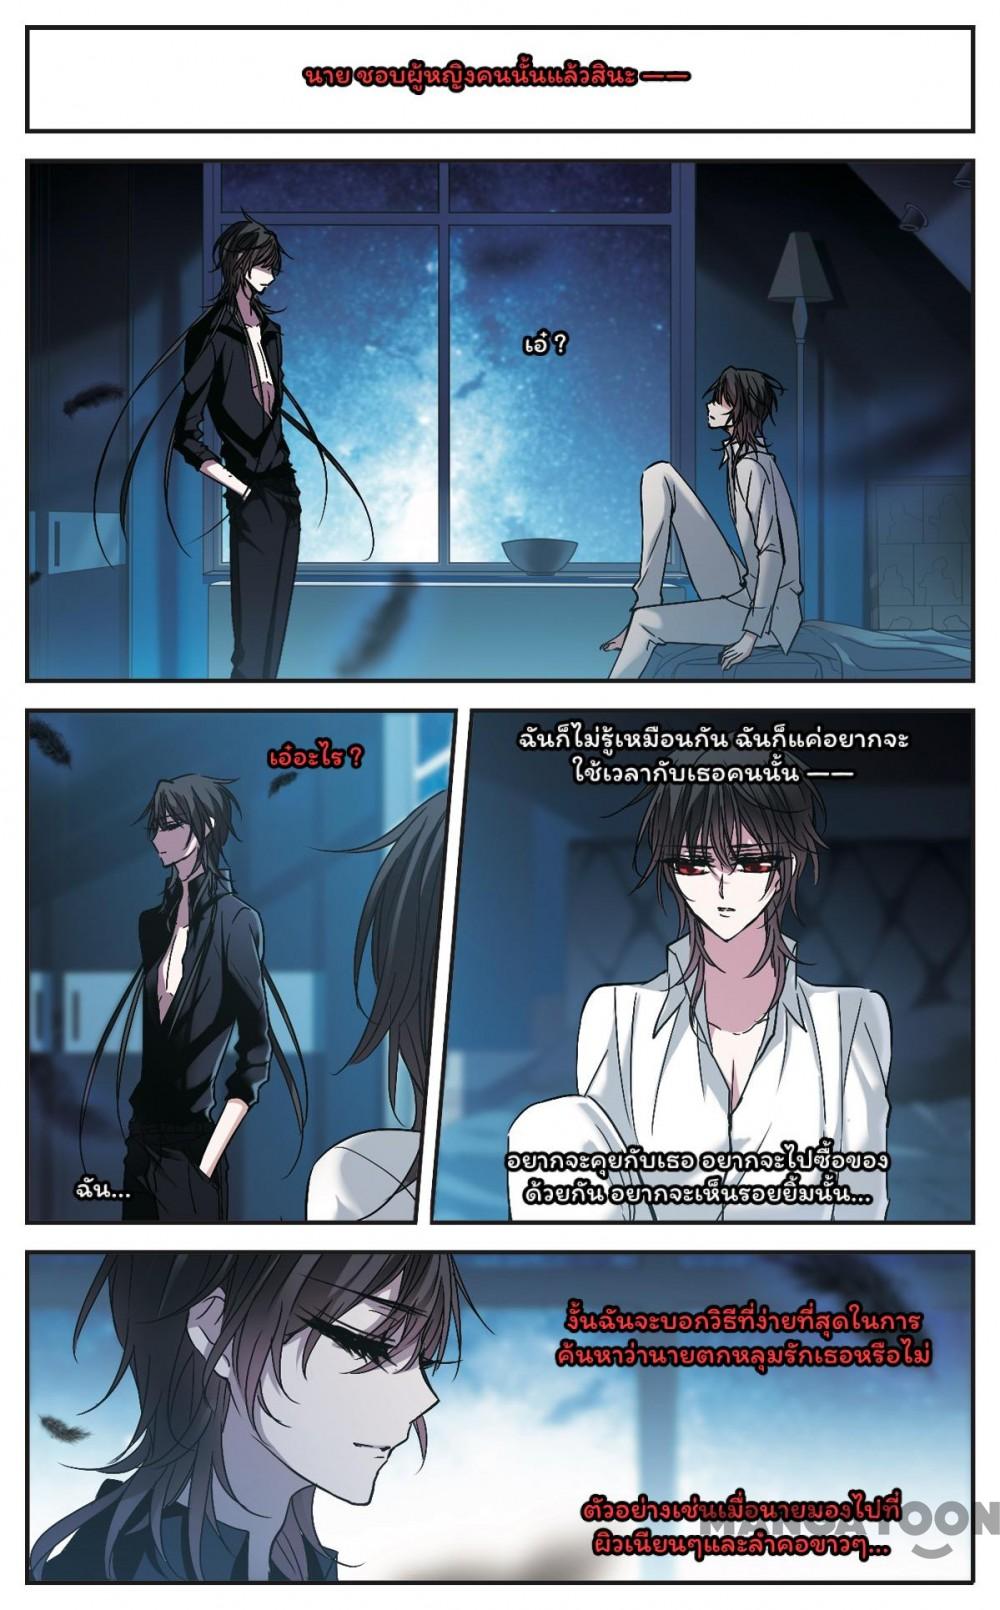 นาย ชอบผู้หญิงคนนั้นแล้วสินะ ——
เอ๋ ?
เอ๋อะไร ?
ฉัน...
ฉันก็ไม่รู้เหมือนกัน ฉันก็แค่อยากจะ
ใช้เวลากับเธอคนนั้น ——
อยากจะคุยกับเธอ อยากจะไปซื้อของ
ด้วยกัน อยากจะเห็นรอยยิ้มนั้น...
งั้นฉันจะบอกวิธีที่ง่ายที่สุดในการ
ค้นหาว่านายตกหลุมรักเธอหรือไม่
ตัวอย่างเช่นเมื่อนายมองไปที่
ผิวเนียนๆและลำคอขาวๆ...
MANGATOON